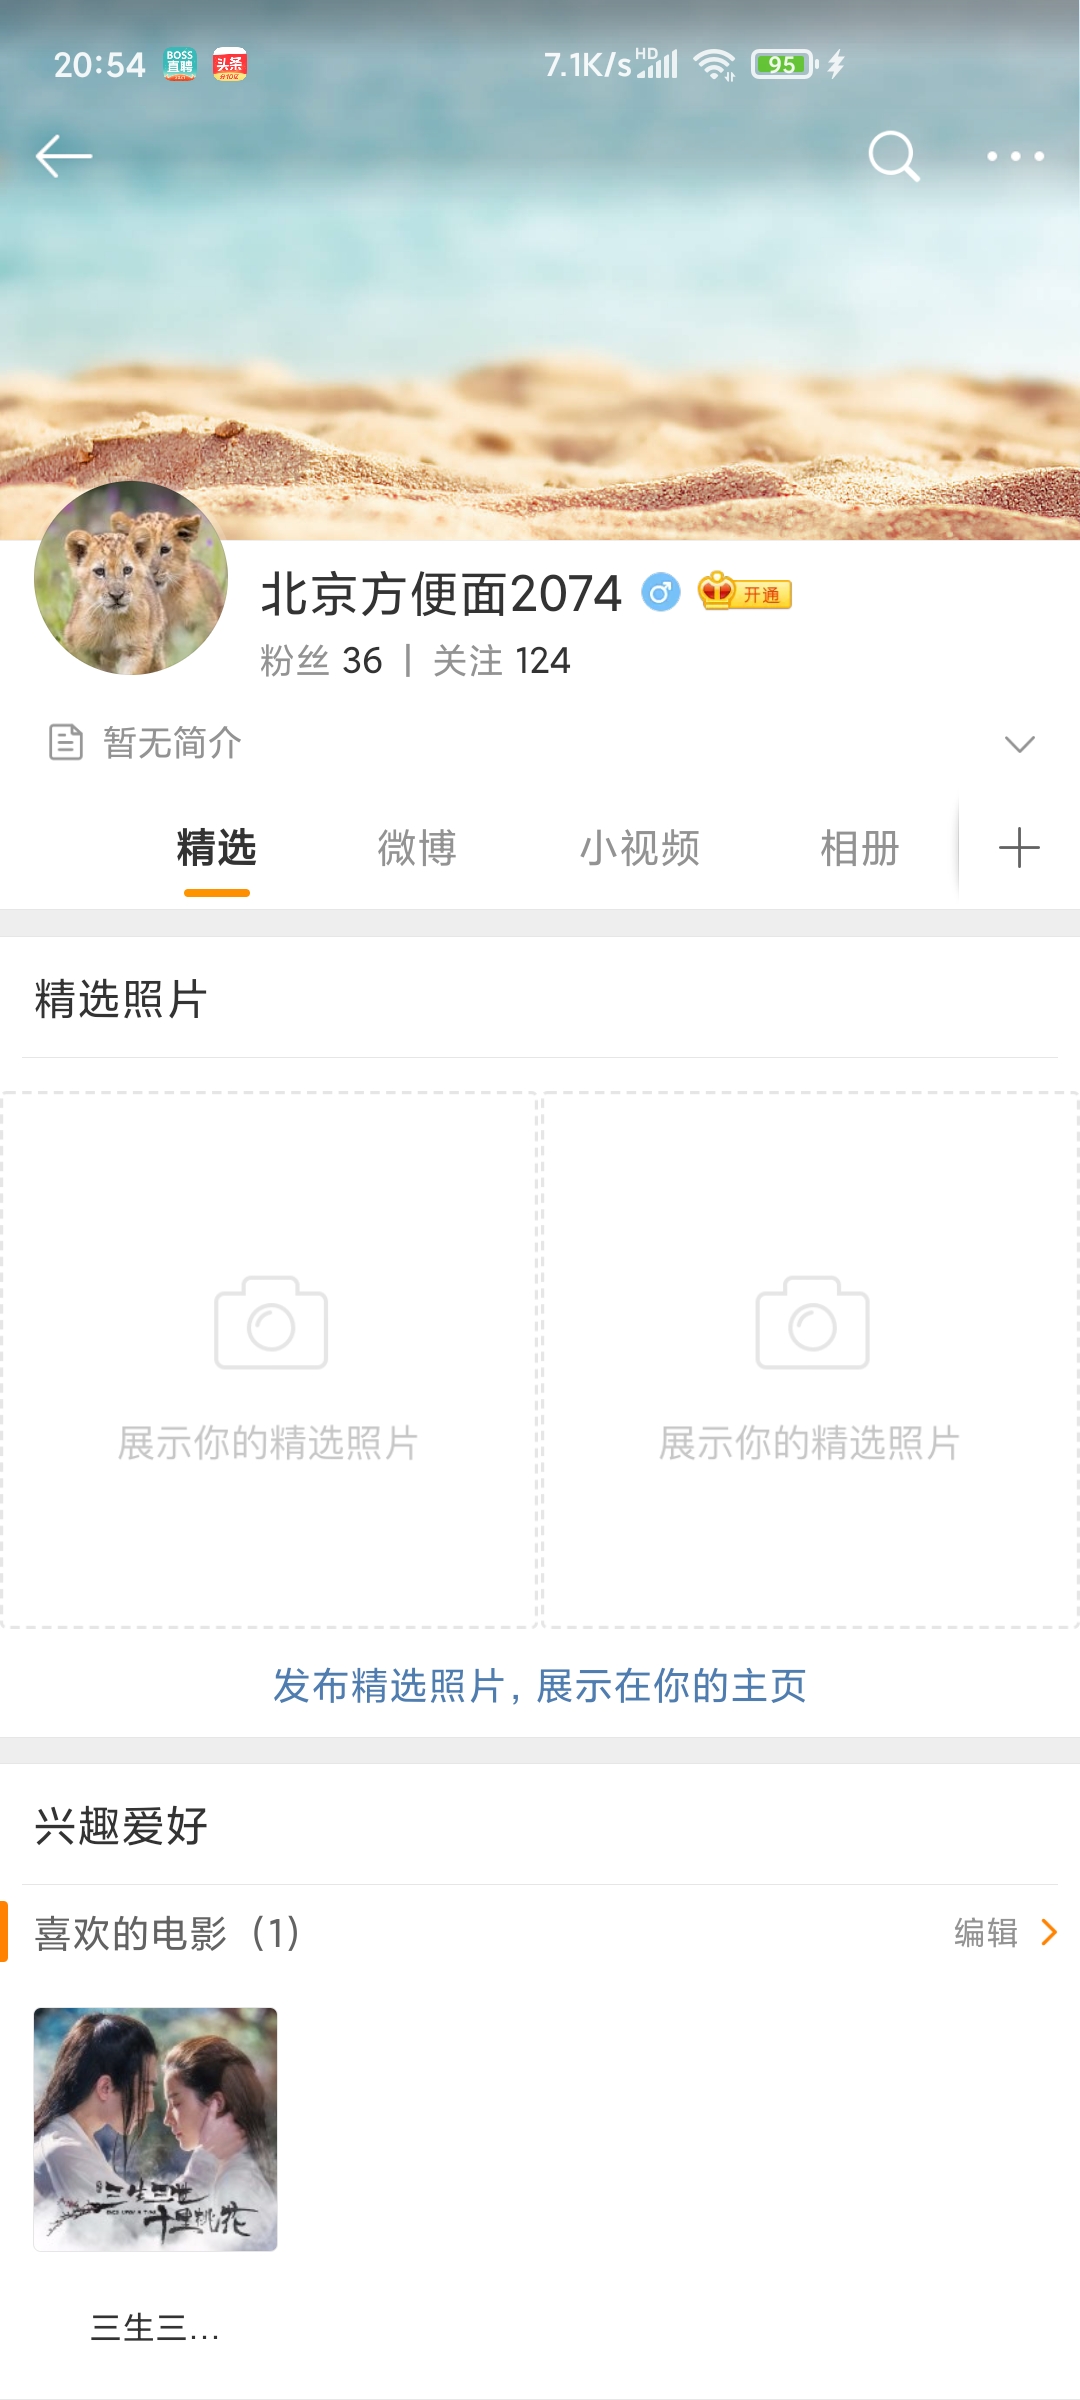 20:54
BOSS
直聘
头条
分10亿
7.1K/s
HD
95
北京方便面2074
开通
粉丝 36 | 关注 124
暂无简介
精选 微博 小视频 相册
精选照片
展示你的精选照片 展示你的精选照片
发布精选照片，展示在你的主页
兴趣爱好
喜欢的电影（1） 编辑
三生三世
十里桃花
三生三...